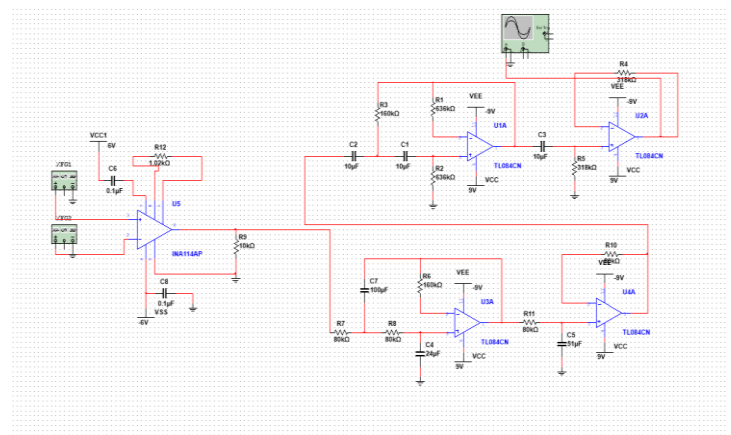 R4
318kΩ
VEE
-9V
R3
160kΩ
R1
636kΩ
VEE
-9V
U2A
U1A
R12
1.02kΩ
VCC1
6V
C2
10µF
C1
10µF
C3
10µF
TL084CN
VCC
9V
R5
318kΩ
TL084CN
R2
636kΩ
VCC
9V
C6
0.1µF
XFG1
U5
XFG2
INA114AP
R9
10kΩ
C8
0.1µF
VSS
-6V
R10
VEE
-9V
C7
100µF
R6
160kΩ
VEE
-9V
U4A
U3A
R7
80kΩ
R8
80kΩ
R11
80kΩ
TL084CN
C4
24µF
TL084CN
C5
51µF
VCC
9V
VCC
9V